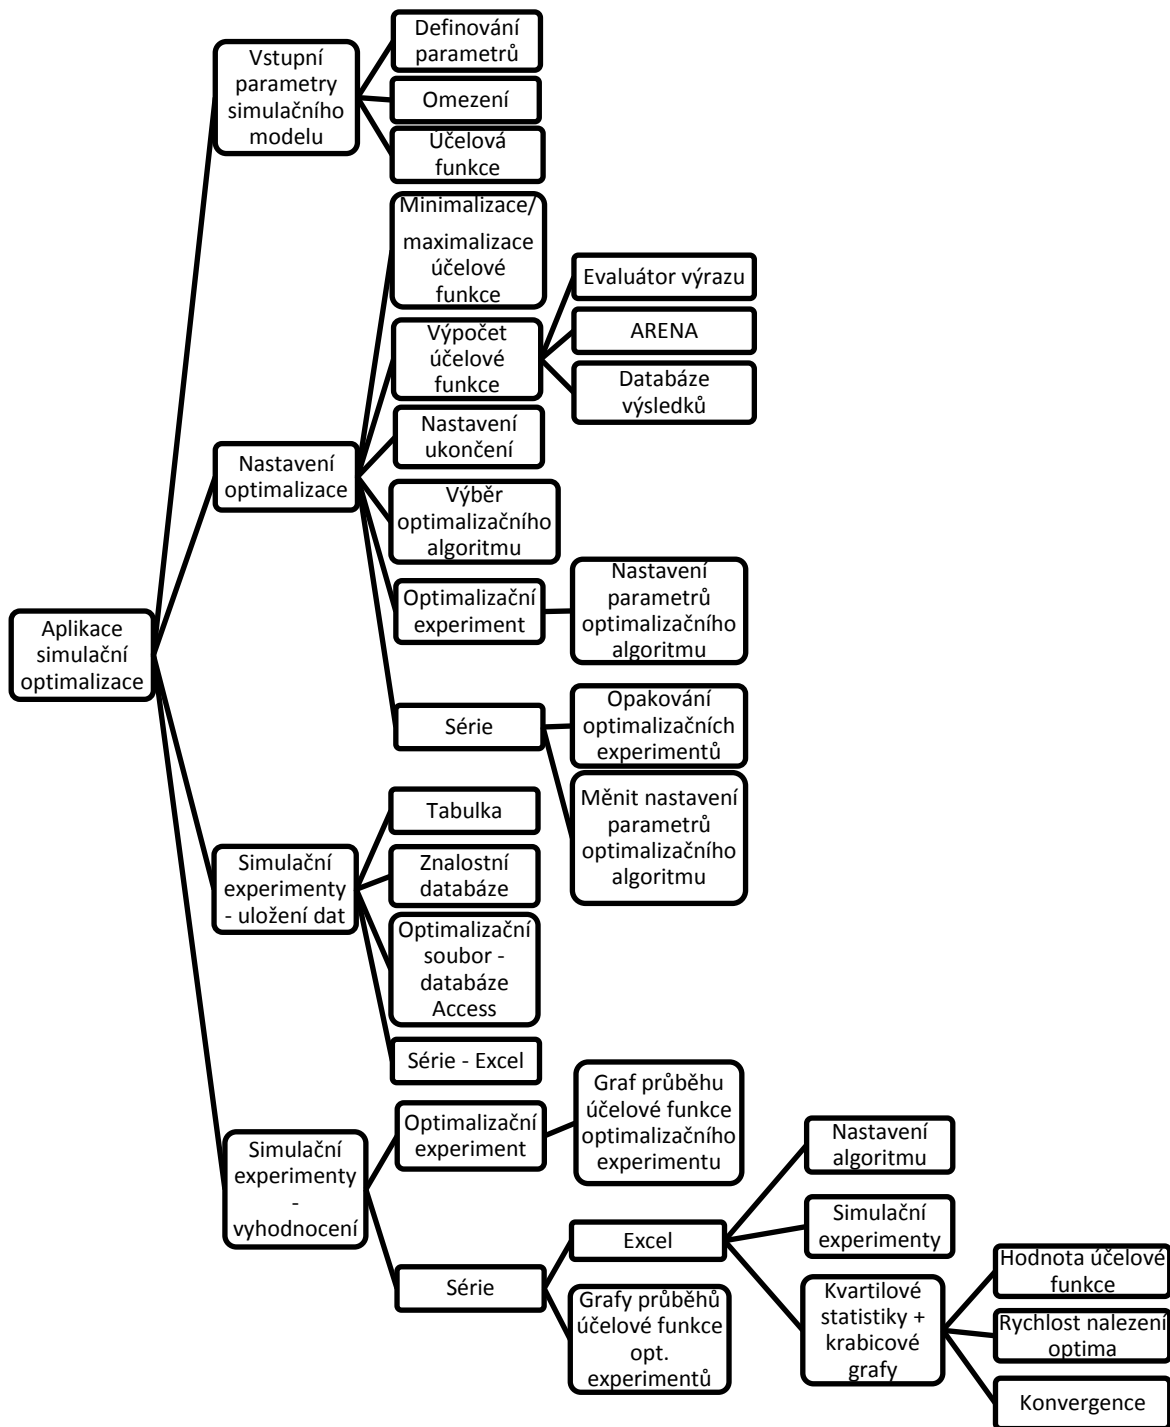 Definování
parametrů
Vstupní
parametry
simulačního
modelu
Omezení
Účelová
funkce
Minimalizace/
maximalizace
účelové
funkce
Evaluátor výrazu
ARENA
Výpočet
účelové
funkce
Databáze
výsledků
Nastavení
ukončení
Nastavení
optimalizace
Výběr
optimalizačního
algoritmu
Optimalizační
experiment
Nastavení
parametrů
optimalizačního
algoritmu
Aplikace
simulační
optimalizace
Série
Opakování
optimalizačních
experimentů
Měnit nastavení
parametrů
optimalizačního
algoritmu
Tabulka
Simulační
experimenty
- uložení dat
Znalostní
databáze
Optimalizační
soubor -
databáze
Access
Série - Excel
Optimalizační
experiment
Graf průběhu
účelové funkce
optimalizačního
experimentu
Simulační
experimenty
-
vyhodnocení
Nastavení
algoritmu
Excel
Simulační
experimenty
Série
Grafy průběhů
účelové funkce
opt.
experimentů
Kvartilové
statistiky +
krabicové
grafy
Hodnota účelové
funkce
Rychlost nalezení
optima
Konvergence